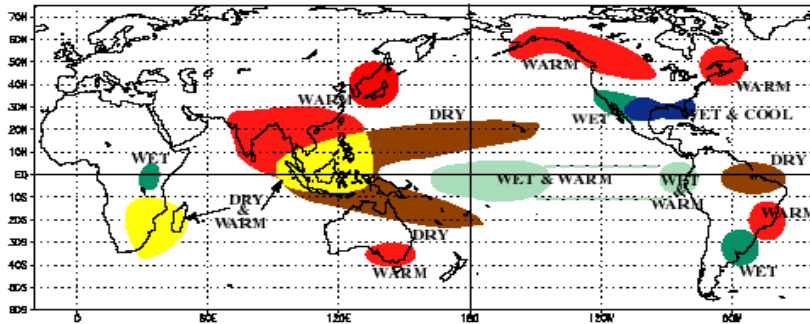 70N
60N
50N
40N
30N
20N
10N
EQ
10S
20S
30S
40S
50S
60S
WARM
WARM
WARM
DRY
WET
WET & COOL
WET
DRY
WET & WARM
WET
&
WARM
DRY
&
WARM
WARM
DRY
WARM
WET
0
60E
120E
180
120W
60W